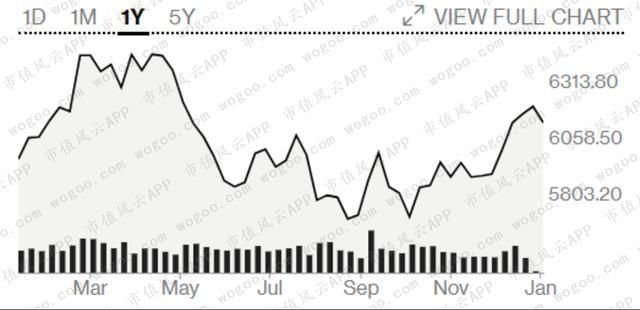 1D 1M 1Y 5Y VIEW FULL CHART
6313.80
6058.50
5803.20
Mar May Jul Sep Nov Jan
市值风云APP wogoo.com